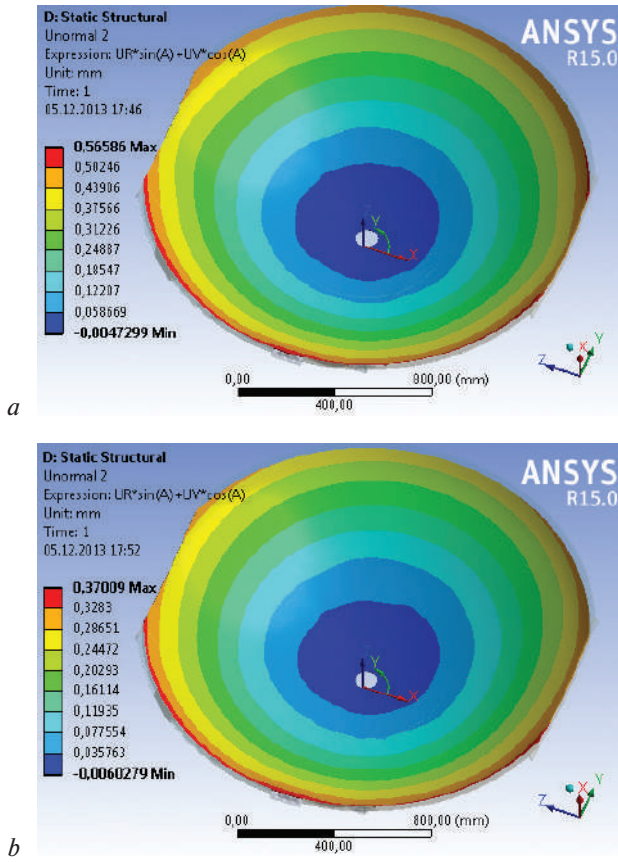 D: Static Structural
Unormal 2
Expression: UR*sin(A)+UV*cos(A)
Unit: mm
Time: 1
05.12.2013 17:46
ANSYS
R15.0
0,56586 Max
0,50246
0,43906
0,37566
0,31226
0,24887
0,18547
0,12207
0,058669
-0,0047299 Min
Y
X
0,00
800,00 (mm)
400,00
Z
X
Y
a
D: Static Structural
Unormal 2
Expression: UR*sin(A)+UV*cos(A)
Unit: mm
Time: 1
05.12.2013 17:52
ANSYS
R15.0
0,37009 Max
0,3283
0,28651
0,24472
0,20293
0,16114
0,11935
0,077554
0,035763
-0,0060279 Min
Y
X
0,00
800,00 (mm)
400,00
Z
X
Y
b